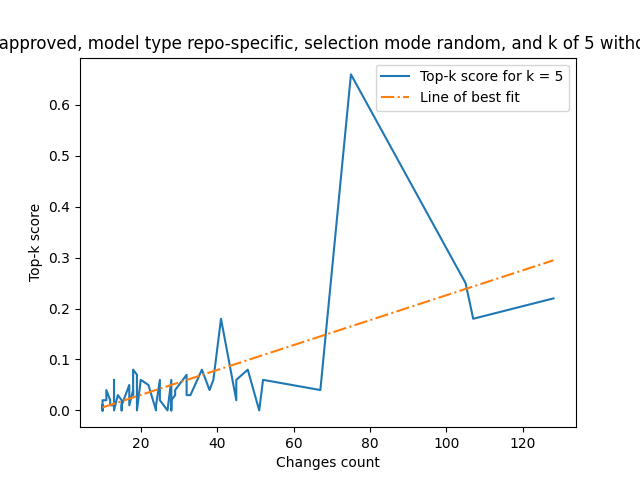 approved, model type repo-specific, selection mode random, and k of 5
Top-k score for k = 5
Line of best fit
0.6
0.5
0.4
0.3
0.2
0.1
0.0
Top-k score
20
40
60
80
100
120
Changes count